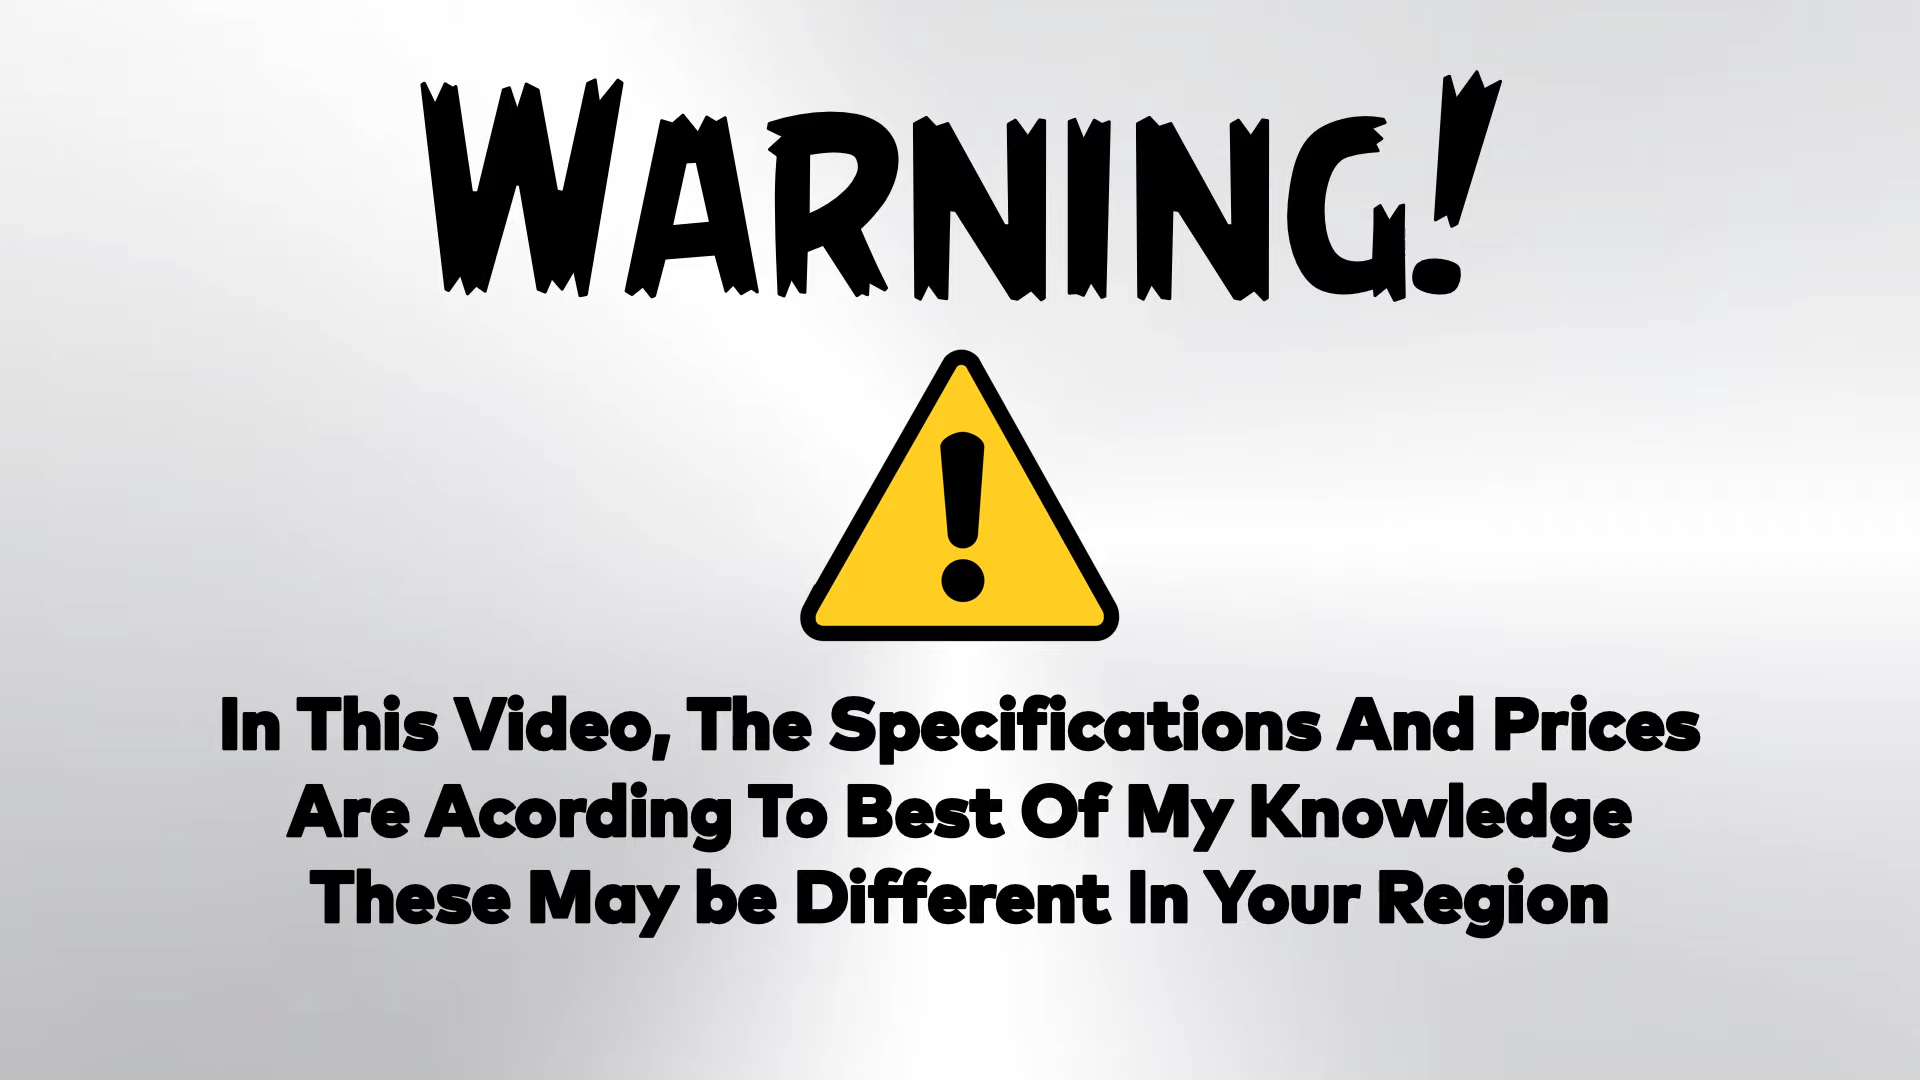 WARNING!
In This Video, The Specifications And Prices
Are Acording To Best Of My Knowledge
These May be Different In Your Region